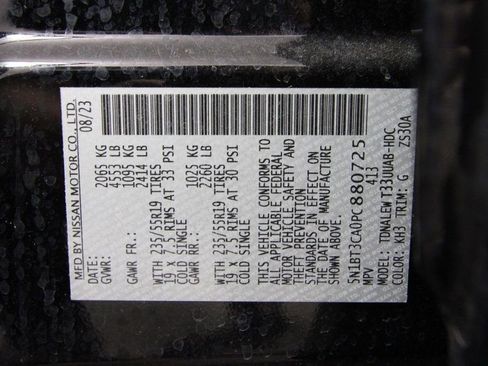 MFD BY NISSAN MOTOR CO., LTD.
DATE: 08/23
GVWR: 2065 KG
4553 LB
GAWR FR.: 1097 KG
2414 LB
WITH 235/55R19 TIRES
19 X 7.5 RIMS AT 33 PSI
COLD SINGLE
GAWR RR.: 1025 KG
2260 LB
WITH 235/55R19 TIRES
19 X 7.5 RIMS AT 30 PSI
COLD SINGLE
THIS VEHICLE CONFORMS TO
ALL APPLICABLE FEDERAL
MOTOR VEHICLE SAFETY AND
THEFT PREVENTION
STANDARDS IN EFFECT ON
THE DATE OF MANUFACTURE
SHOWN ABOVE.
5N1BT3CA0PC880725
MPV 413
MODEL: TDNALEW T33UUAB-HDC
COLOR: KH3 TRIM: G ZS30A